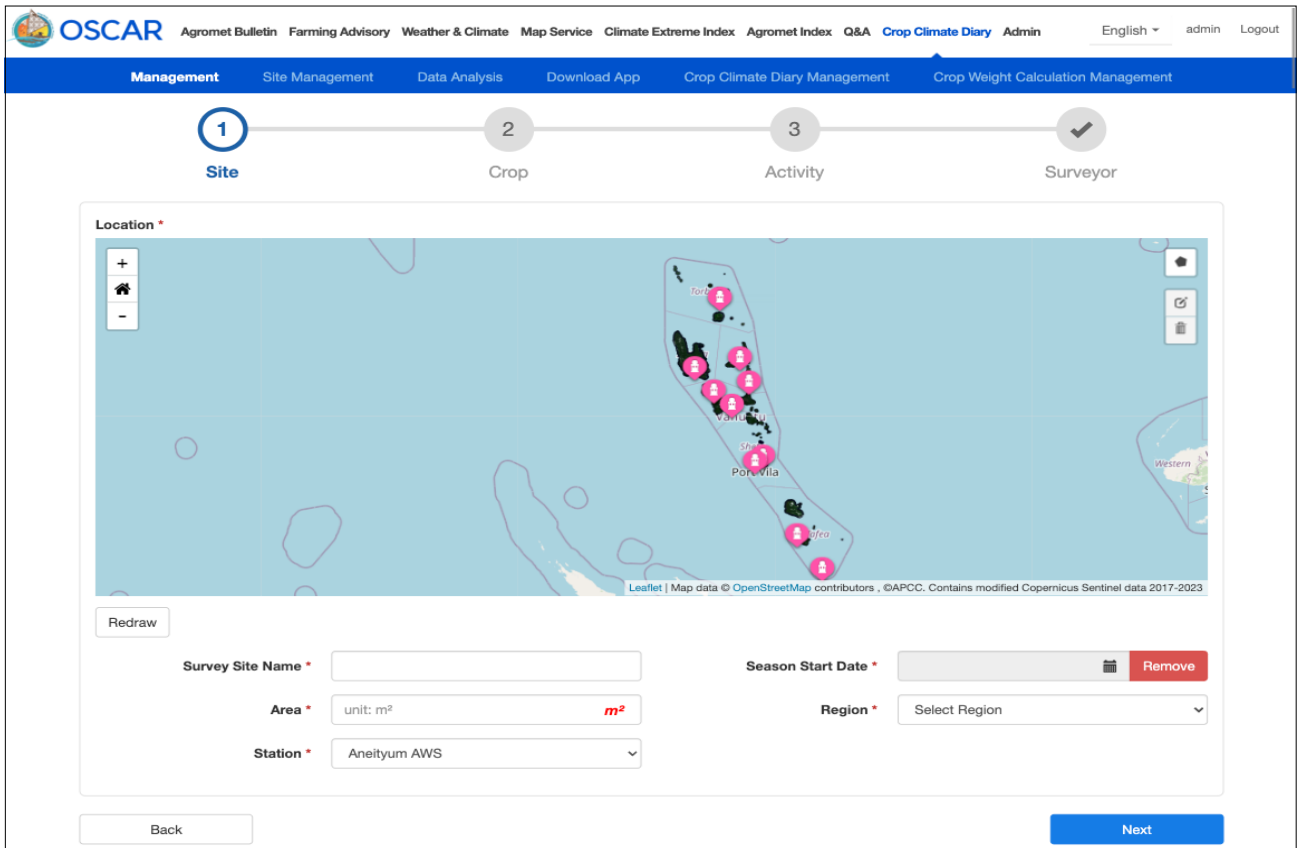 OSCAR Agromet Bulletin Farming Advisory Weather & Climate Map Service Climate Extreme Index Agromet Index Q&A Crop Climate Diary Admin English admin Logout
Management Site Management Data Analysis Download App Crop Climate Diary Management Crop Weight Calculation Management
1 2 3
Site Crop Activity Surveyor
Location *
+
-
Vanuatu
Port Vila
Western
Leaflet | Map data © OpenStreetMap contributors , ©APCC. Contains modified Copernicus Sentinel data 2017-2023
Redraw
Survey Site Name * Season Start Date * Remove
Area * unit: m² m² Region * Select Region
Station * Aneityum AWS
Back Next